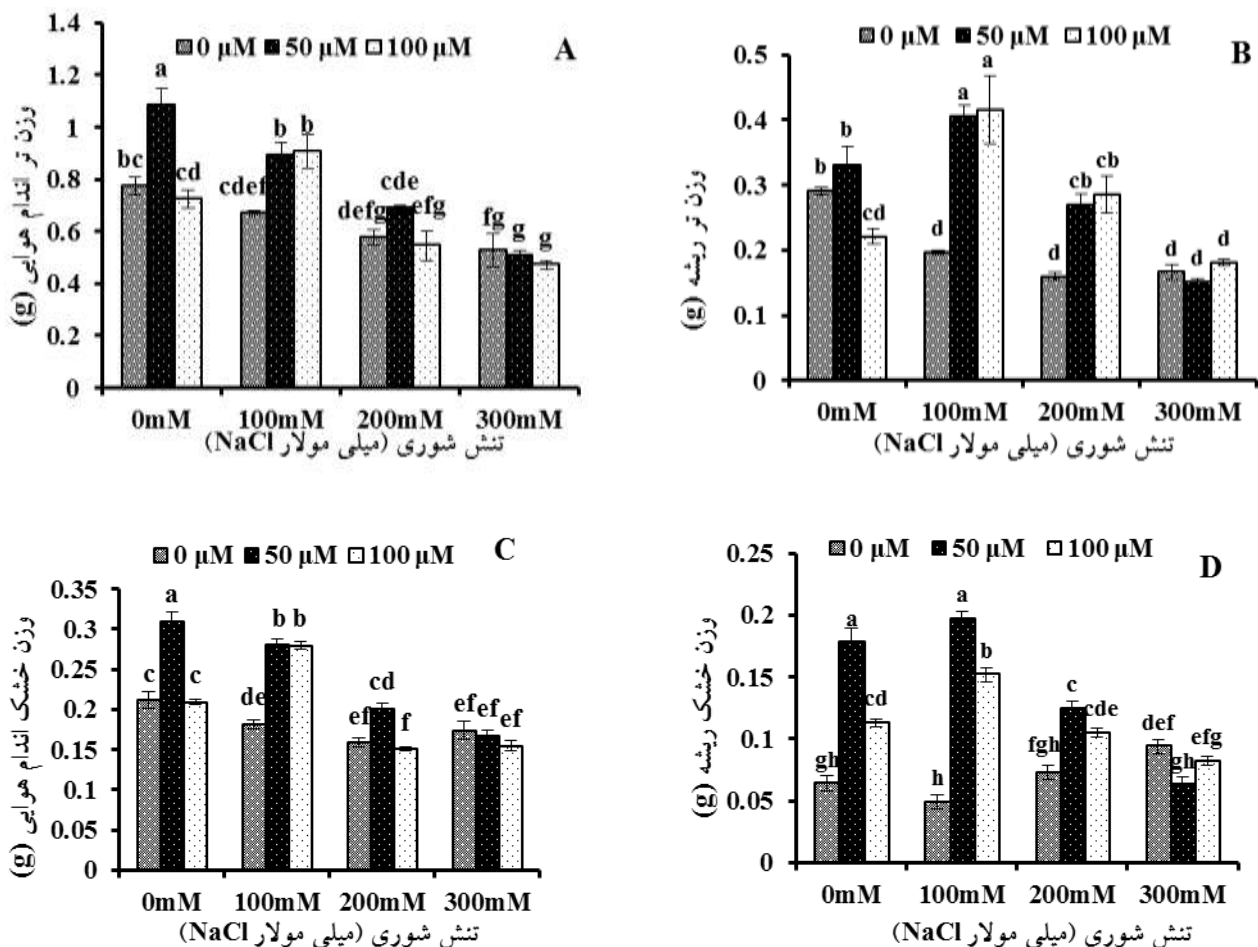 A
0 µM 50 µM 100 µM
وزن تر اندام هوایی (g)
1.4
1.2
1
0.8
0.6
0.4
0.2
0
bc a cd
cdef b b
defg cde efg
fg g g
0mM 100mM 200mM 300mM
تنش شوری (میلی مولار NaCl)
B
0 µM 50 µM 100 µM
وزن تر ریشه (g)
0.5
0.4
0.3
0.2
0.1
0
b b cd
d a a
d cb cb
d d d
0mM 100mM 200mM 300mM
تنش شوری (میلی مولار NaCl)
C
0 µM 50 µM 100 µM
وزن خشک اندام هوایی (g)
0.35
0.3
0.25
0.2
0.15
0.1
0.05
0
c a c
de b b
ef cd f
ef ef ef
0mM 100mM 200mM 300mM
تنش شوری (میلی مولار NaCl)
D
0 µM 50 µM 100 µM
وزن خشک ریشه (g)
0.25
0.2
0.15
0.1
0.05
0
gh a cd
h a b
fgh c cde
def gh efg
0mM 100mM 200mM 300mM
تنش شوری (میلی مولار NaCl)